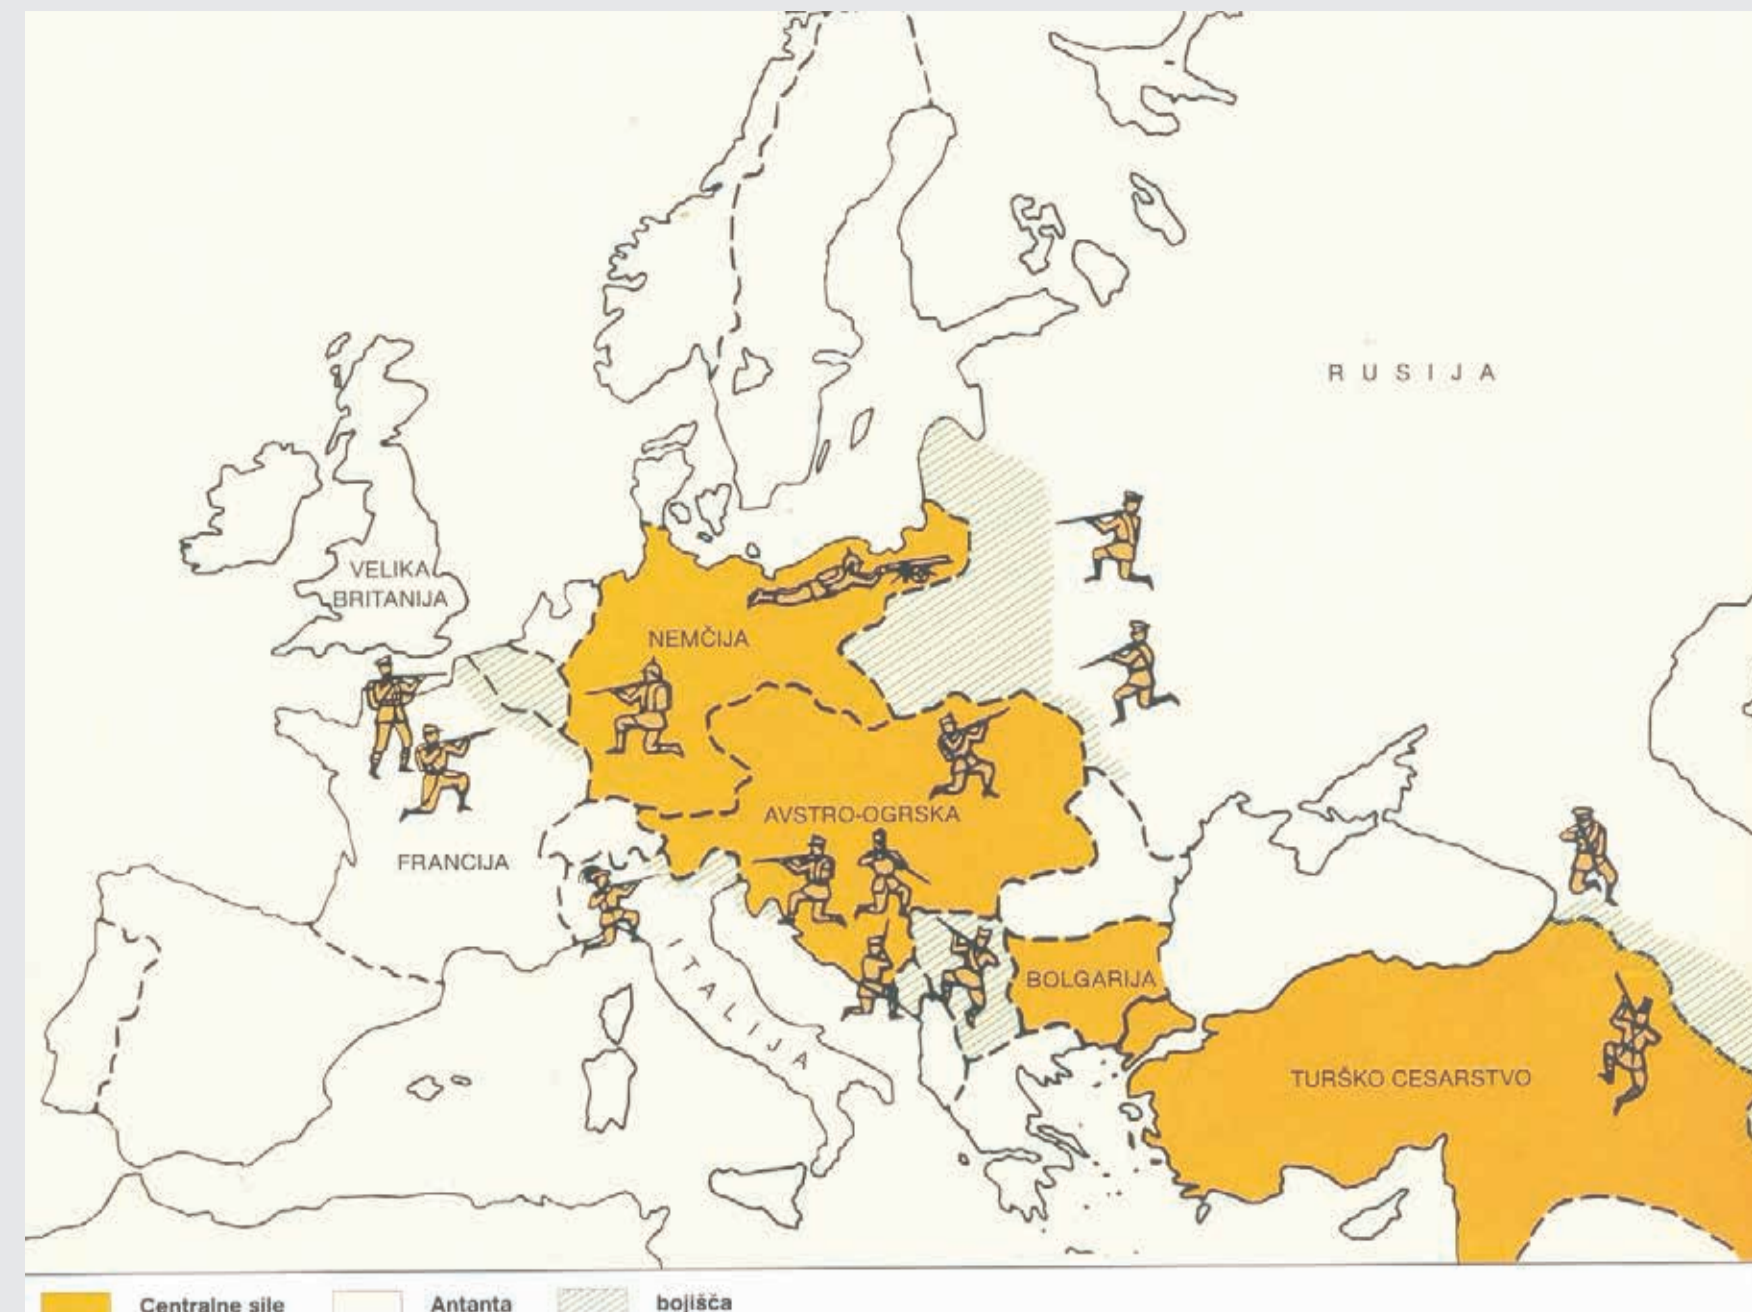 RUSIJA
VELIKA
BRITANIJA
NEMČIJA
AVSTRO-OGRSKA
FRANCIJA
ITALIJA
BOLGARIJA
TURŠKO CESARSTVO
Centralne sile
Antanta
bojišča